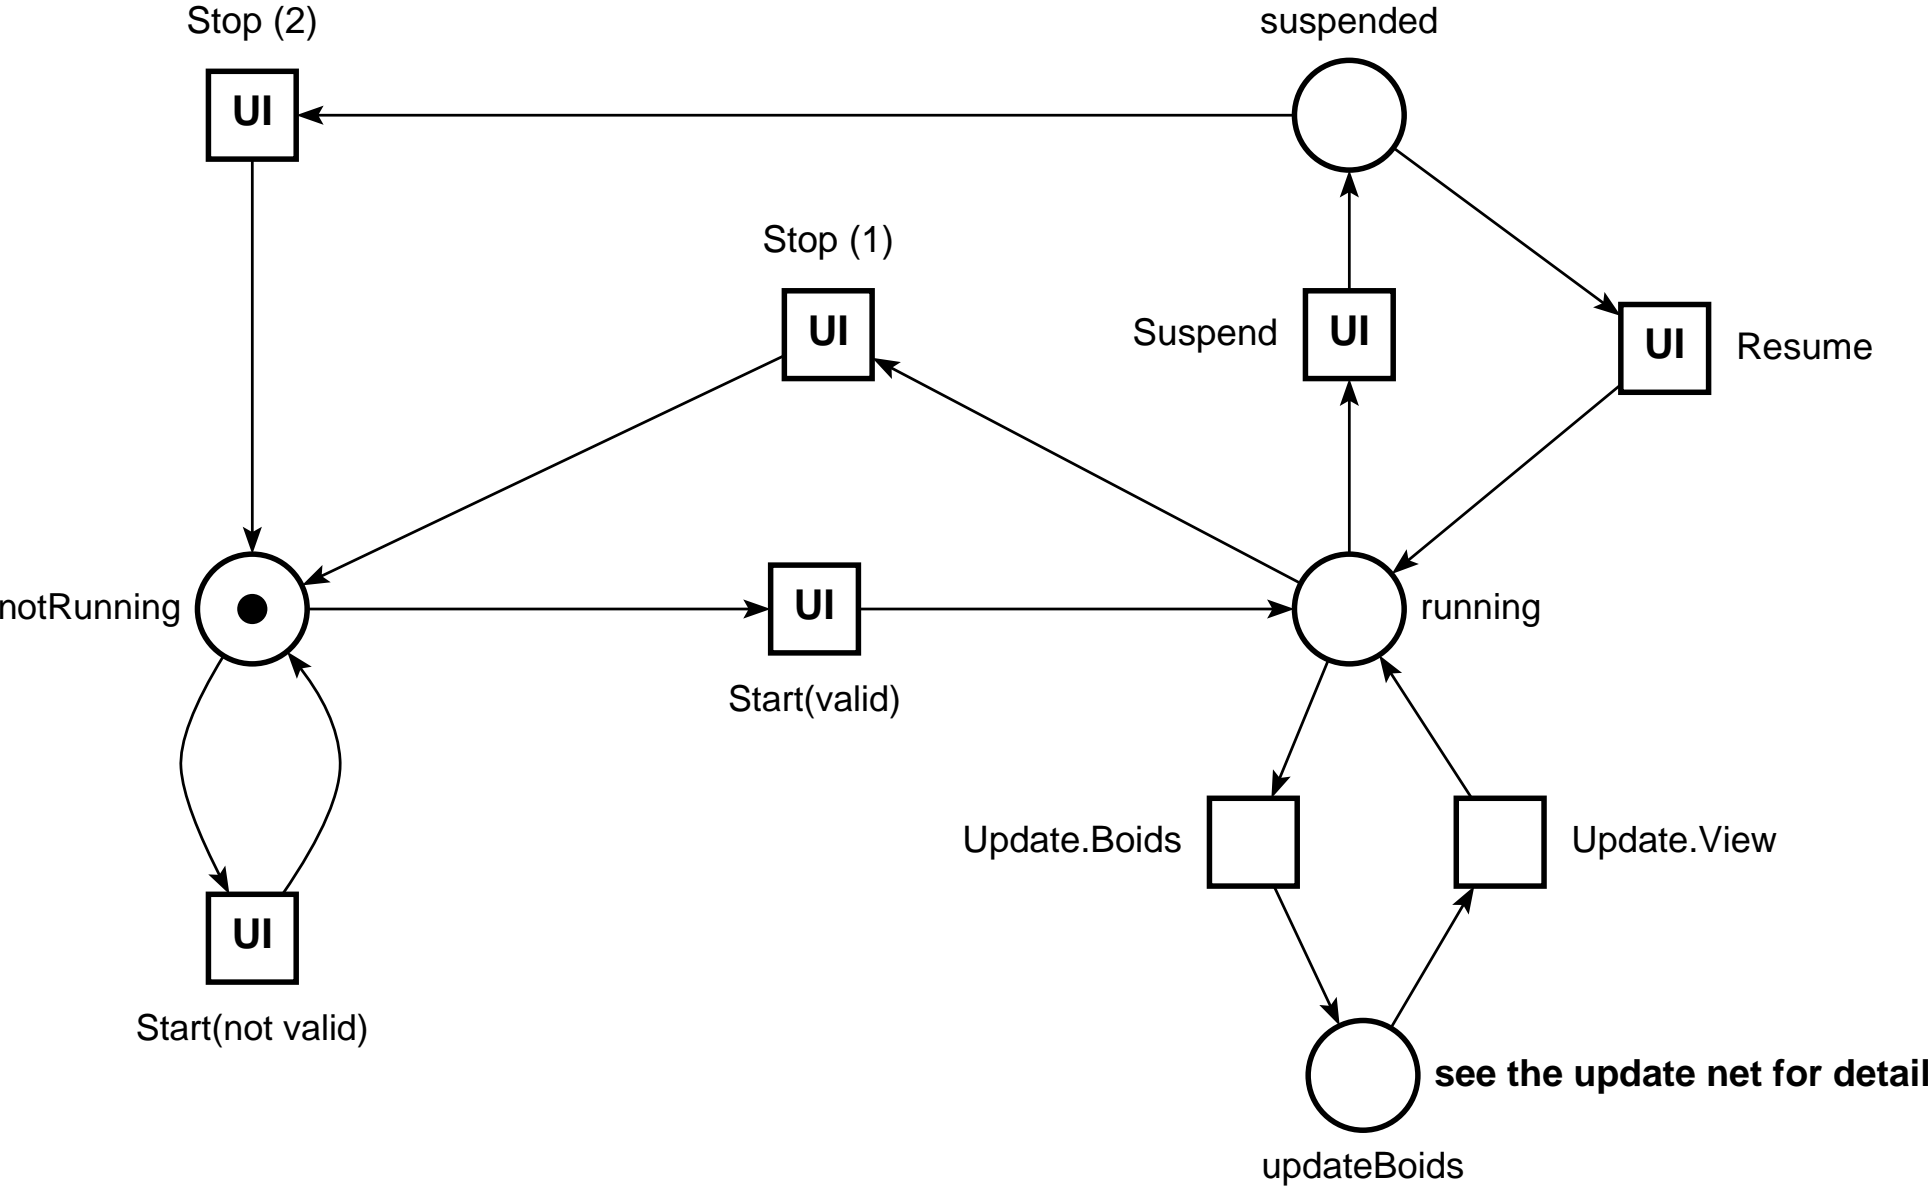 Stop (2)
suspended
UI
Stop (1)
UI
Suspend
UI
UI
Resume
notRunning
UI
running
Start(valid)
Update.Boids
Update.View
UI
Start(not valid)
see the update net for detail
updateBoids